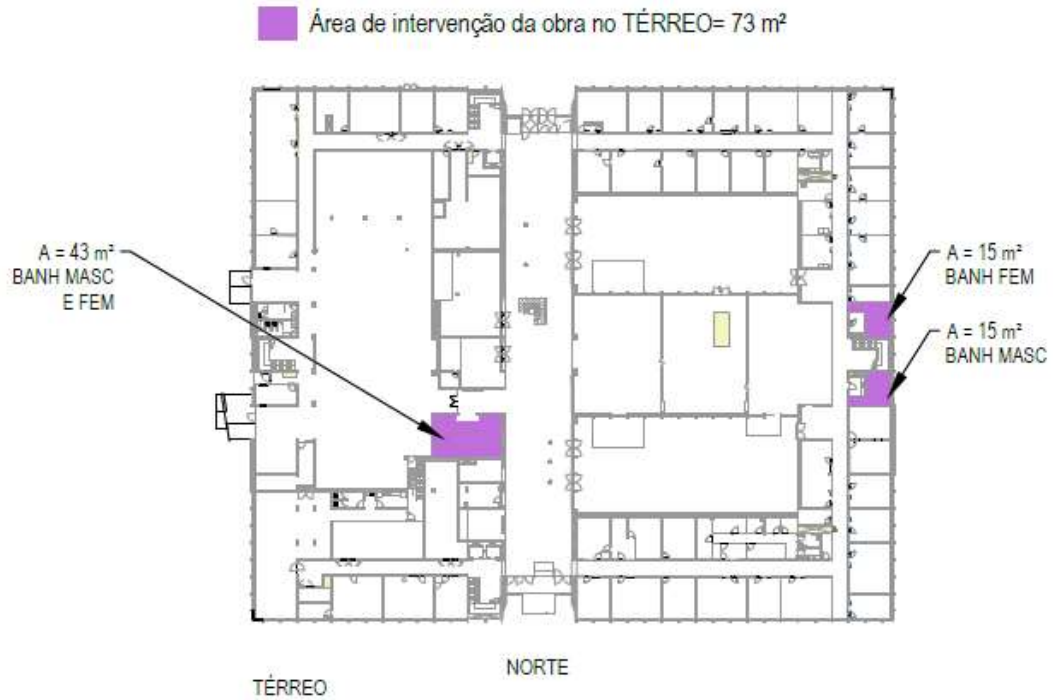 Área de intervenção da obra no TÉRREO= 73 m²
A = 43 m²
BANH MASC
E FEM
A = 15 m²
BANH FEM
A = 15 m²
BANH MASC
NORTE
TÉRREO